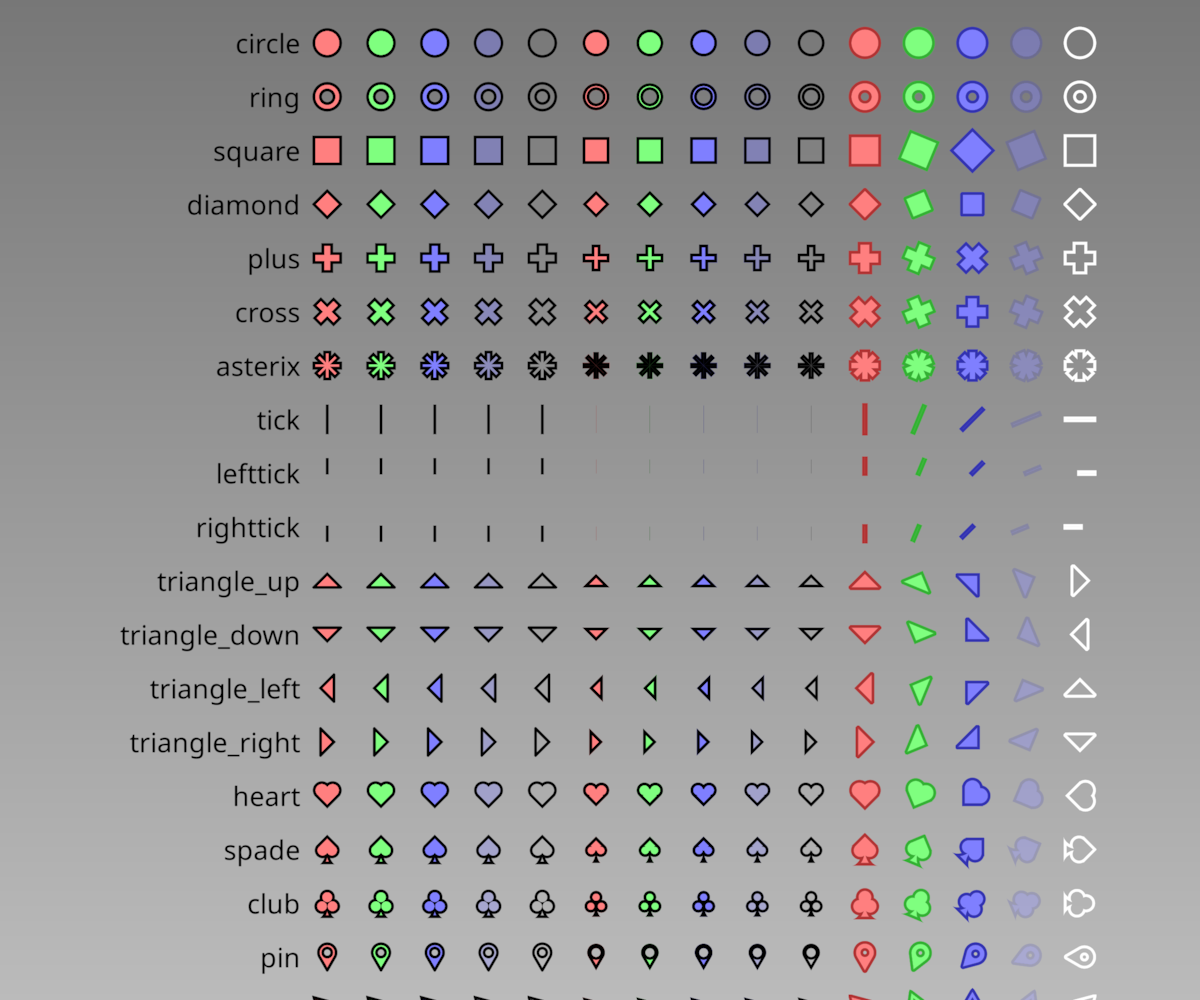 circle
ring
square
diamond
plus
cross
asterix
tick
lefttick
righttick
triangle_up
triangle_down
triangle_left
triangle_right
heart
spade
club
pin